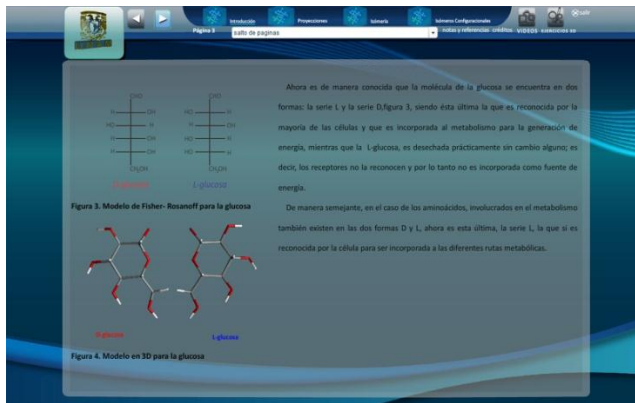 Introducción
Proyecciones
Isómeria
Isómeros Configuracionales
salir
Página 3
salto de paginas
notas y referencias créditos VIDEOS EJERCICIOS 3D
CHO
H OH
HO H
H OH
H OH
CH₂OH
D-glucosa
CHO
HO H
H OH
HO H
HO H
CH₂OH
L-glucosa
Figura 3. Modelo de Fisher- Rosanoff para la glucosa
D-glucosa
L-glucosa
Figura 4. Modelo en 3D para la glucosa
Ahora es de manera conocida que la molécula de la glucosa se encuentra en dos
formas: la serie L y la serie D,figura 3, siendo ésta última la que es reconocida por la
mayoría de las células y que es incorporada al metabolismo para la generación de
energía, mientras que la L-glucosa, es desechada prácticamente sin cambio alguno; es
decir, los receptores no la reconocen y por lo tanto no es incorporada como fuente de
energía.
De manera semejante, en el caso de los aminoácidos, involucrados en el metabolismo
también existen en las dos formas D y L, ahora es esta última, la serie L, la que si es
reconocida por la célula para ser incorporada a las diferentes rutas metabólicas.